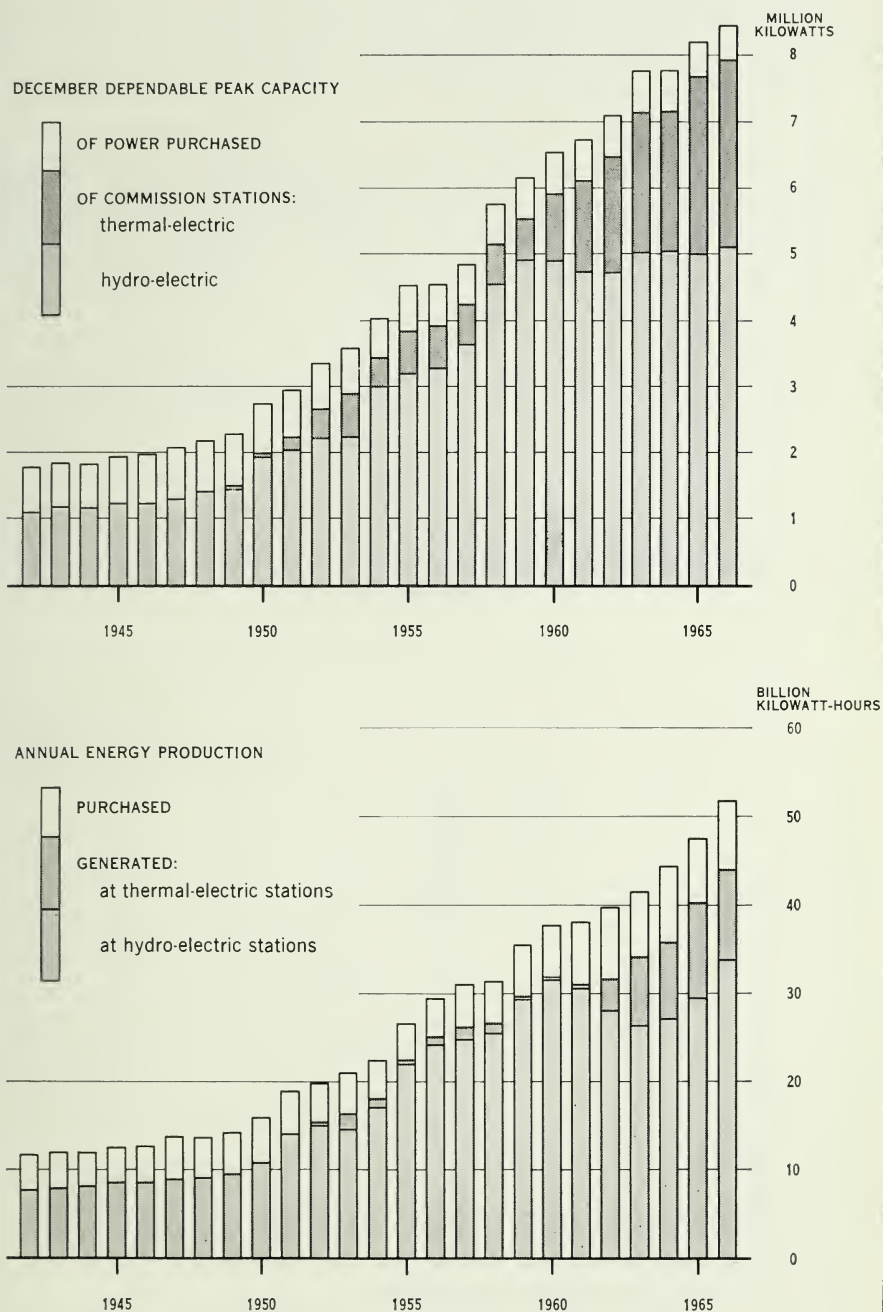 MILLION
KILOWATTS
8
DECEMBER DEPENDABLE PEAK CAPACITY
OF POWER PURCHASED
7
OF COMMISSION STATIONS:
thermal-electric
6
hydro-electric
5
4
3
2
1
0
1945 1950 1955 1960 1965
BILLION
KILOWATT-HOURS
60
ANNUAL ENERGY PRODUCTION
PURCHASED
50
GENERATED:
at thermal-electric stations
at hydro-electric stations
40
30
20
10
0
1945 1950 1955 1960 1965